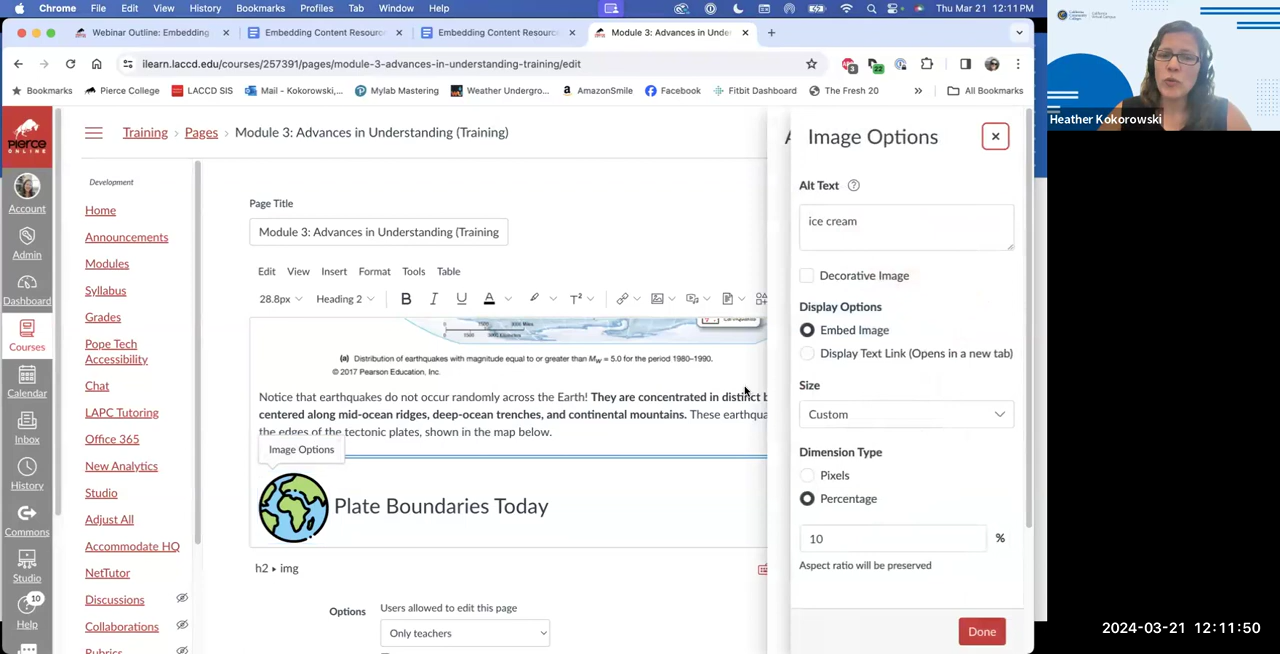 Chrome File Edit View History Bookmarks Profiles Tab Window Help Thu Mar 21 12:11 PM
Webinar Outline: Embedding
Embedding Content Resourc
Embedding Content Resourc
Module 3: Advances in Under
ilearn.laccd.edu/courses/257391/pages/module-3-advances-in-understanding-training/edit
3
22
Bookmarks Pierce College LACCD SIS Mail - Kokorowski,... Mylab Mastering Weather Undergro... AmazonSmile Facebook Fitbit Dashboard The Fresh 20 » All Bookmarks
PIERCE
ONLINE
Account
Admin
Dashboard
Courses
Calendar
Inbox
History
Commons
Studio
10
Help
Training › Pages › Module 3: Advances in Understanding (Training)
Development
Home
Announcements
Modules
Syllabus
Grades
Pope Tech
Accessibility
Chat
LAPC Tutoring
Office 365
New Analytics
Studio
Adjust All
Accommodate HQ
NetTutor
Discussions
Collaborations
Rubrics
Page Title
Module 3: Advances in Understanding (Training
Edit View Insert Format Tools Table
28.8px Heading 2 B I U A T²
(a) Distribution of earthquakes with magnitude equal to or greater than Mw = 5.0 for the period 1980–1990.
© 2017 Pearson Education, Inc.
Notice that earthquakes do not occur randomly across the Earth! They are concentrated in distinct b
centered along mid-ocean ridges, deep-ocean trenches, and continental mountains. These earthqua
the edges of the tectonic plates, shown in the map below.
Image Options
Plate Boundaries Today
h2 ▸ img
Options
Users allowed to edit this page
Only teachers
Image Options
Alt Text
ice cream
Decorative Image
Display Options
Embed Image
Display Text Link (Opens in a new tab)
Size
Custom
Dimension Type
Pixels
Percentage
10 %
Aspect ratio will be preserved
Done
Heather Kokorowski
2024-03-21 12:11:50